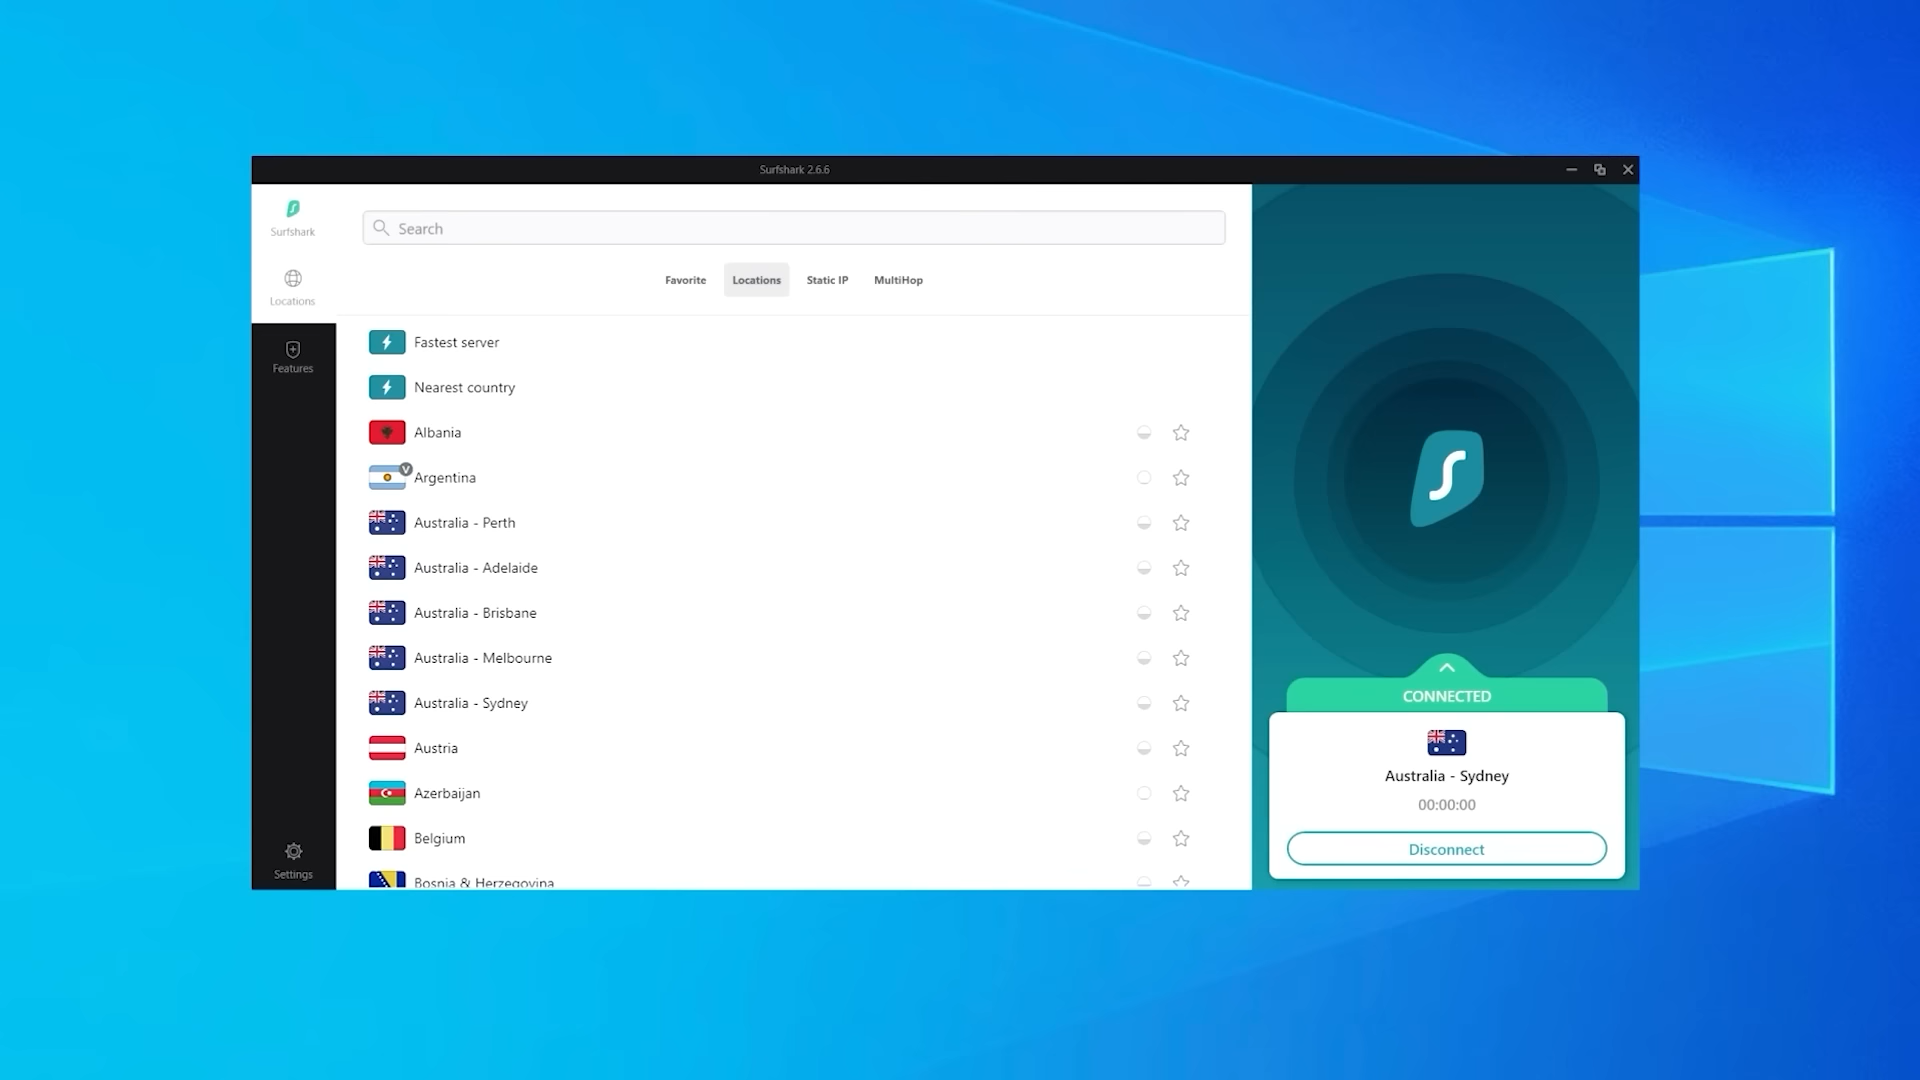 Surfshark 2.6.6
Surfshark
Locations
Features
Settings
Search
Favorite
Locations
Static IP
MultiHop
Fastest server
Nearest country
Albania
V
Argentina
Australia - Perth
Australia - Adelaide
Australia - Brisbane
Australia - Melbourne
Australia - Sydney
Austria
Azerbaijan
Belgium
Bosnia & Herzegovina
S
CONNECTED
Australia - Sydney
00:00:00
Disconnect